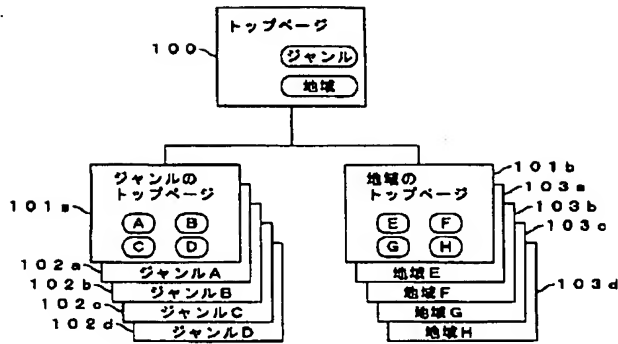 トップページ
100
ジャンル
地域
ジャンルの
トップページ
101a
A B
C D
102a
ジャンルA
102b
ジャンルB
102c
ジャンルC
102d
ジャンルD
地域の
トップページ
101b
103a
103b
103c
E F
G H
地域E
地域F
地域G
地域H
103d